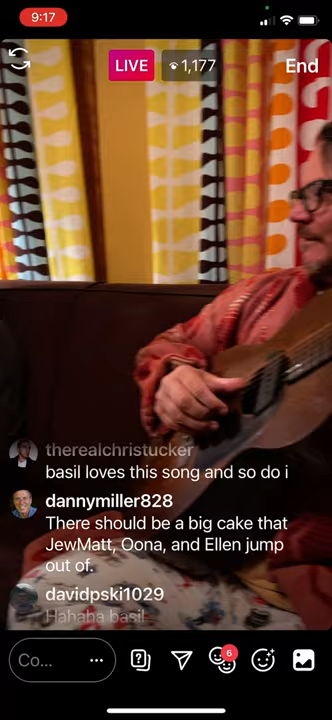 9:17
LIVE
1,177
End
therealchristucker
basil loves this song and so do i
dannymiller828
There should be a big cake that
JewMatt, Oona, and Ellen jump
out of.
davidpski1029
Hahaha basil
Co...
6